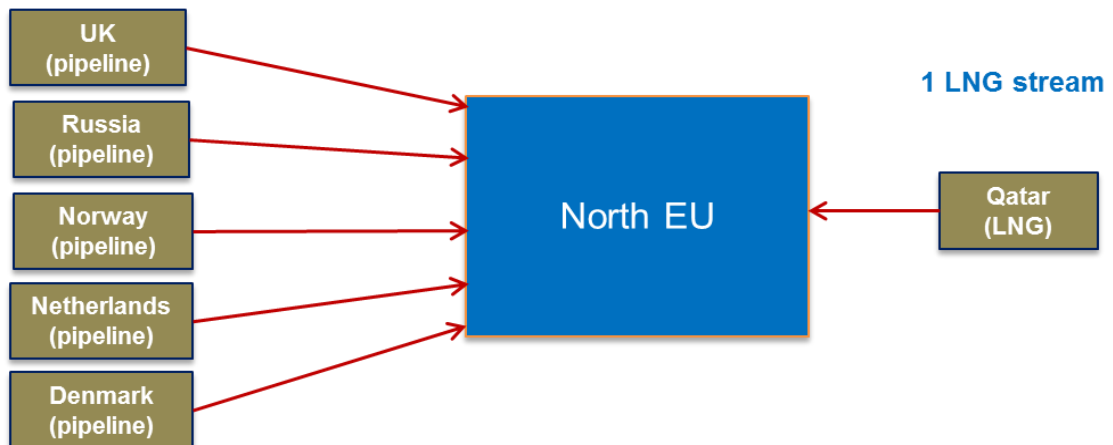 UK
(pipeline)
Russia
(pipeline)
Norway
(pipeline)
Netherlands
(pipeline)
Denmark
(pipeline)
North EU
1 LNG stream
Qatar
(LNG)